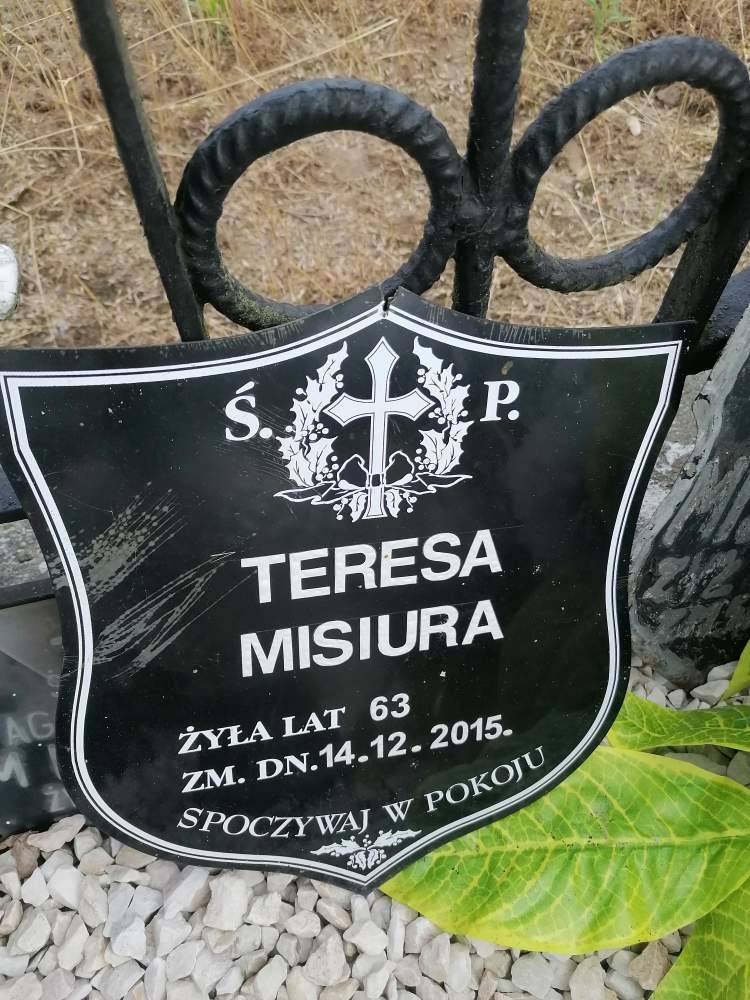 Ś. P.
TERESA
MISIURA
ŻYŁA LAT 63
ZM. DN. 14.12.2015.
SPOCZYWAJ W POKOJU